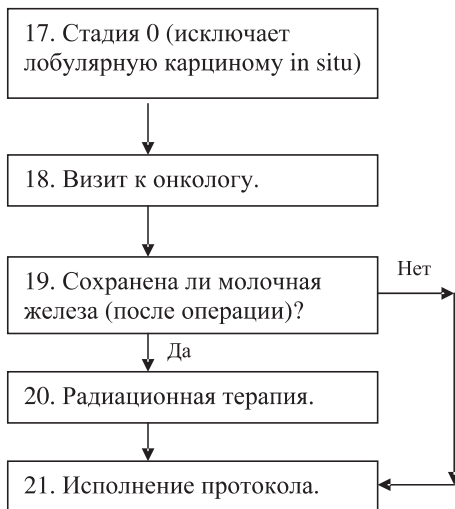 17. Стадия 0 (исключает
лобулярную карциному in situ)
18. Визит к онкологу.
19. Сохранена ли молочная
железа (после операции)?
Нет
Да
20. Радиационная терапия.
21. Исполнение протокола.